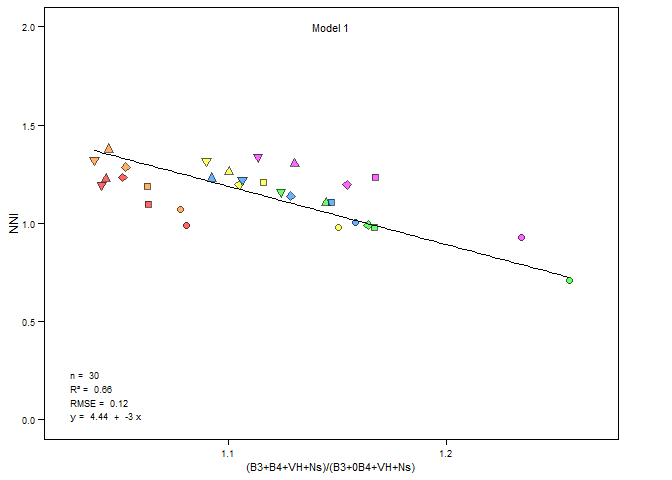 Model 1
2.0
1.5
1.0
0.5
0.0
NNI
n = 30
R² = 0.66
RMSE = 0.12
y = 4.44 + -3 x
1.1 1.2
(B3+B4+VH+Ns)/(B3+0B4+VH+Ns)